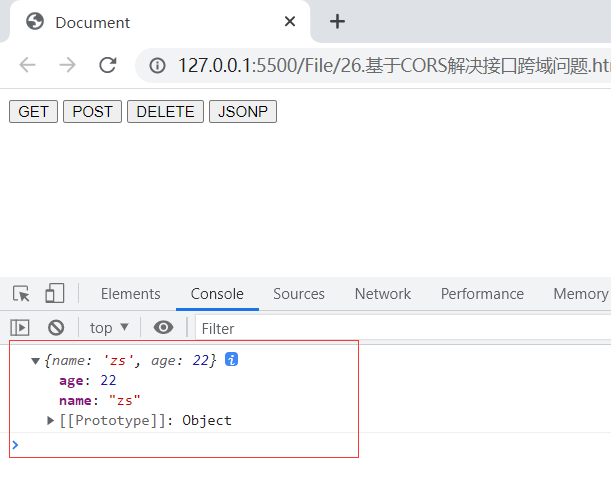 Document
127.0.0.1:5500/File/26.基于CORS解决接口跨域问题.htm
GET POST DELETE JSONP
Elements Console Sources Network Performance Memory
top Filter
{name: 'zs', age: 22} i
age: 22
name: "zs"
[[Prototype]]: Object